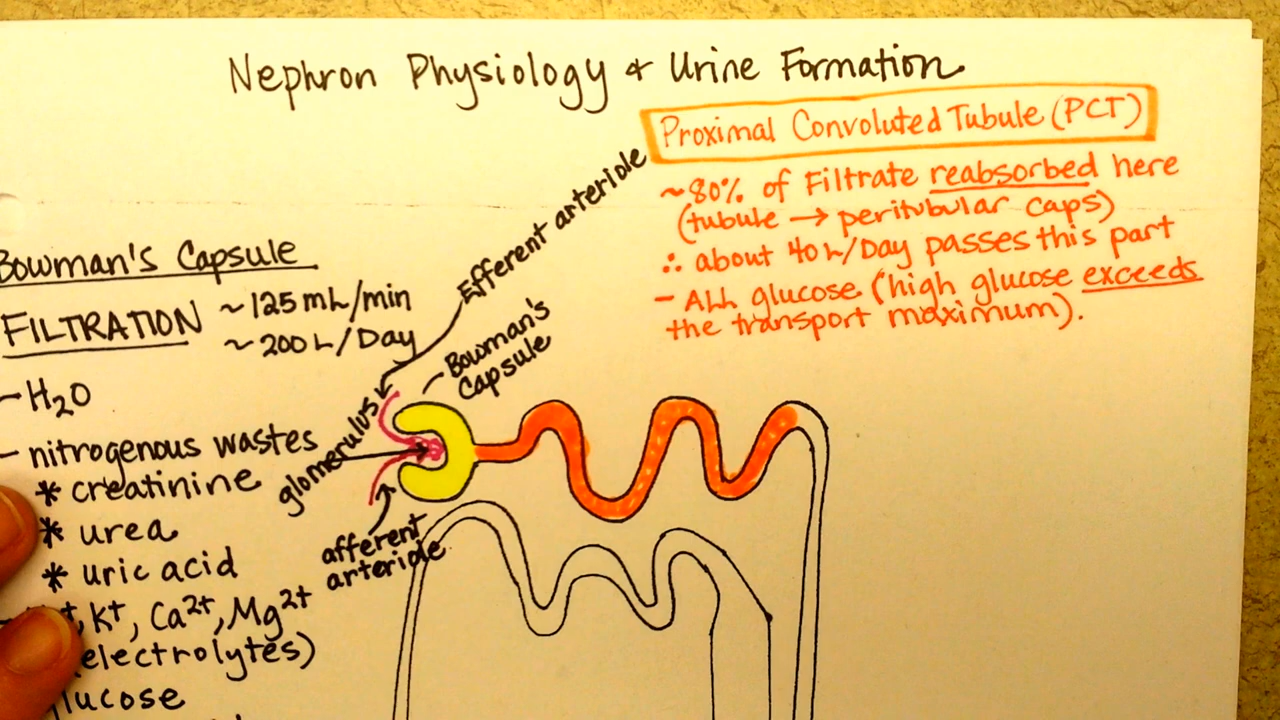 Nephron Physiology & Urine Formation
Proximal Convoluted Tubule (PCT)
~80% of Filtrate reabsorbed here
(tubule → peritubular caps)
∴ about 40 L/Day passes this part
- ALL glucose (high glucose exceeds
the transport maximum).
Efferent arteriole
Bowman's Capsule
FILTRATION ~125 mL/min
~200 L/Day
- H₂O
- nitrogenous wastes
* creatinine
* urea
* uric acid
K⁺, Ca²⁺, Mg²⁺
electrolytes)
Bowman's
Capsule
glomerulus
afferent
arteriole